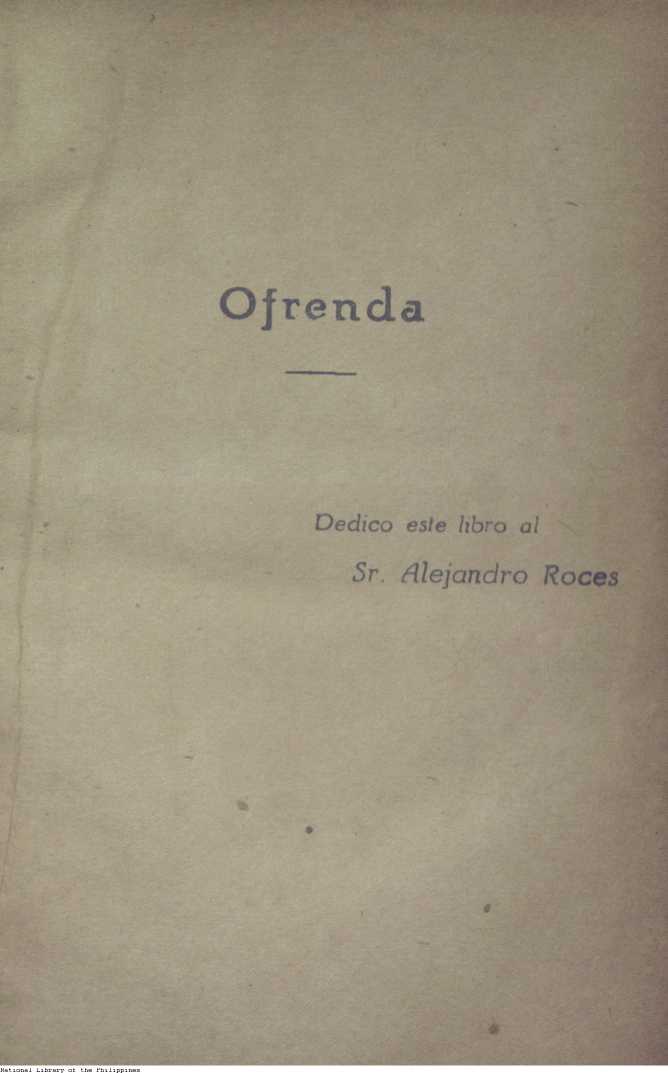 Ofrenda
Dedico este libro al
Sr. Alejandro Roces
National Library of the Philippines